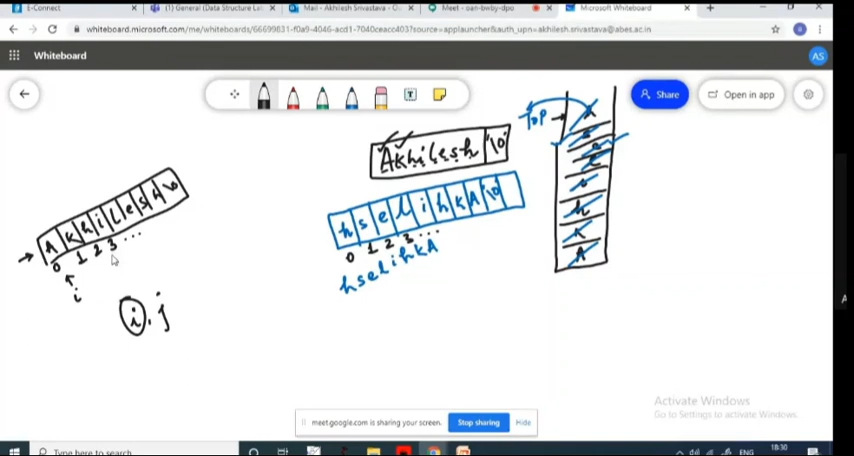 E-Connect
(1) General (Data Structure Lab
Mail - Akhilesh Srivastava - O
Meet - oan-bwby-dpo
Microsoft Whiteboard
whiteboard.microsoft.com/me/whiteboards/66699831-f0a9-4046-acd1-7040ceacc403?source=applauncher&auth_upn=akhilesh.srivastava@abes.ac.in
Whiteboard
AS
Share
Open in app
TOP
Akhilesh \0
A k h i L e s h \0
0 1 2 3 ...
i
i, j
h s e l i h k A \0
0 1 2 3 ...
h s e l i h k A
h
s
e
l
i
h
k
A
Activate Windows
Go to Settings to activate Windows.
meet.google.com is sharing your screen.
Stop sharing
Hide
Type here to search
ENG
18:30